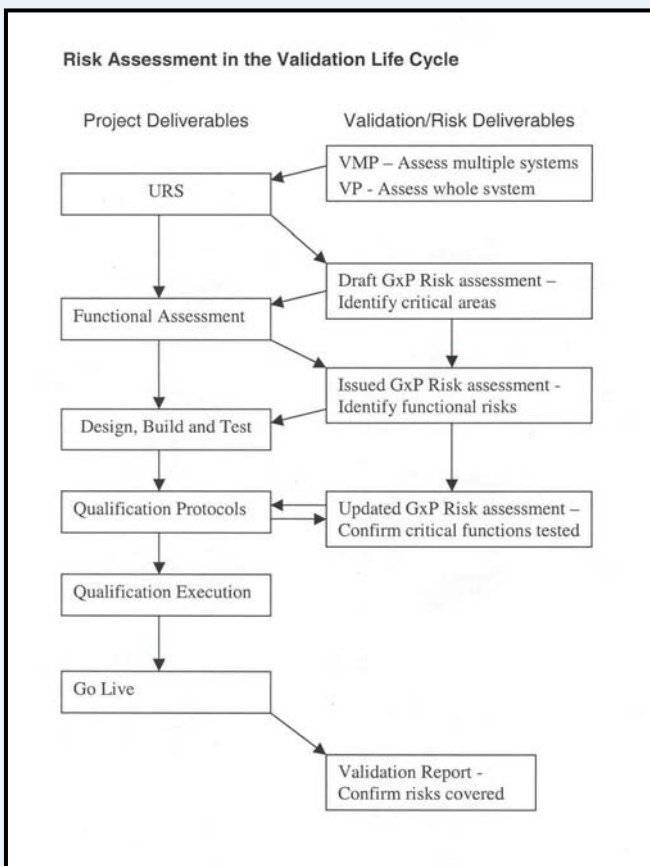 Risk Assessment in the Validation Life Cycle
Project Deliverables
Validation/Risk Deliverables
VMP – Assess multiple systems
VP - Assess whole system
URS
Draft GxP Risk assessment –
Identify critical areas
Functional Assessment
Issued GxP Risk assessment -
Identify functional risks
Design, Build and Test
Qualification Protocols
Updated GxP Risk assessment –
Confirm critical functions tested
Qualification Execution
Go Live
Validation Report -
Confirm risks covered